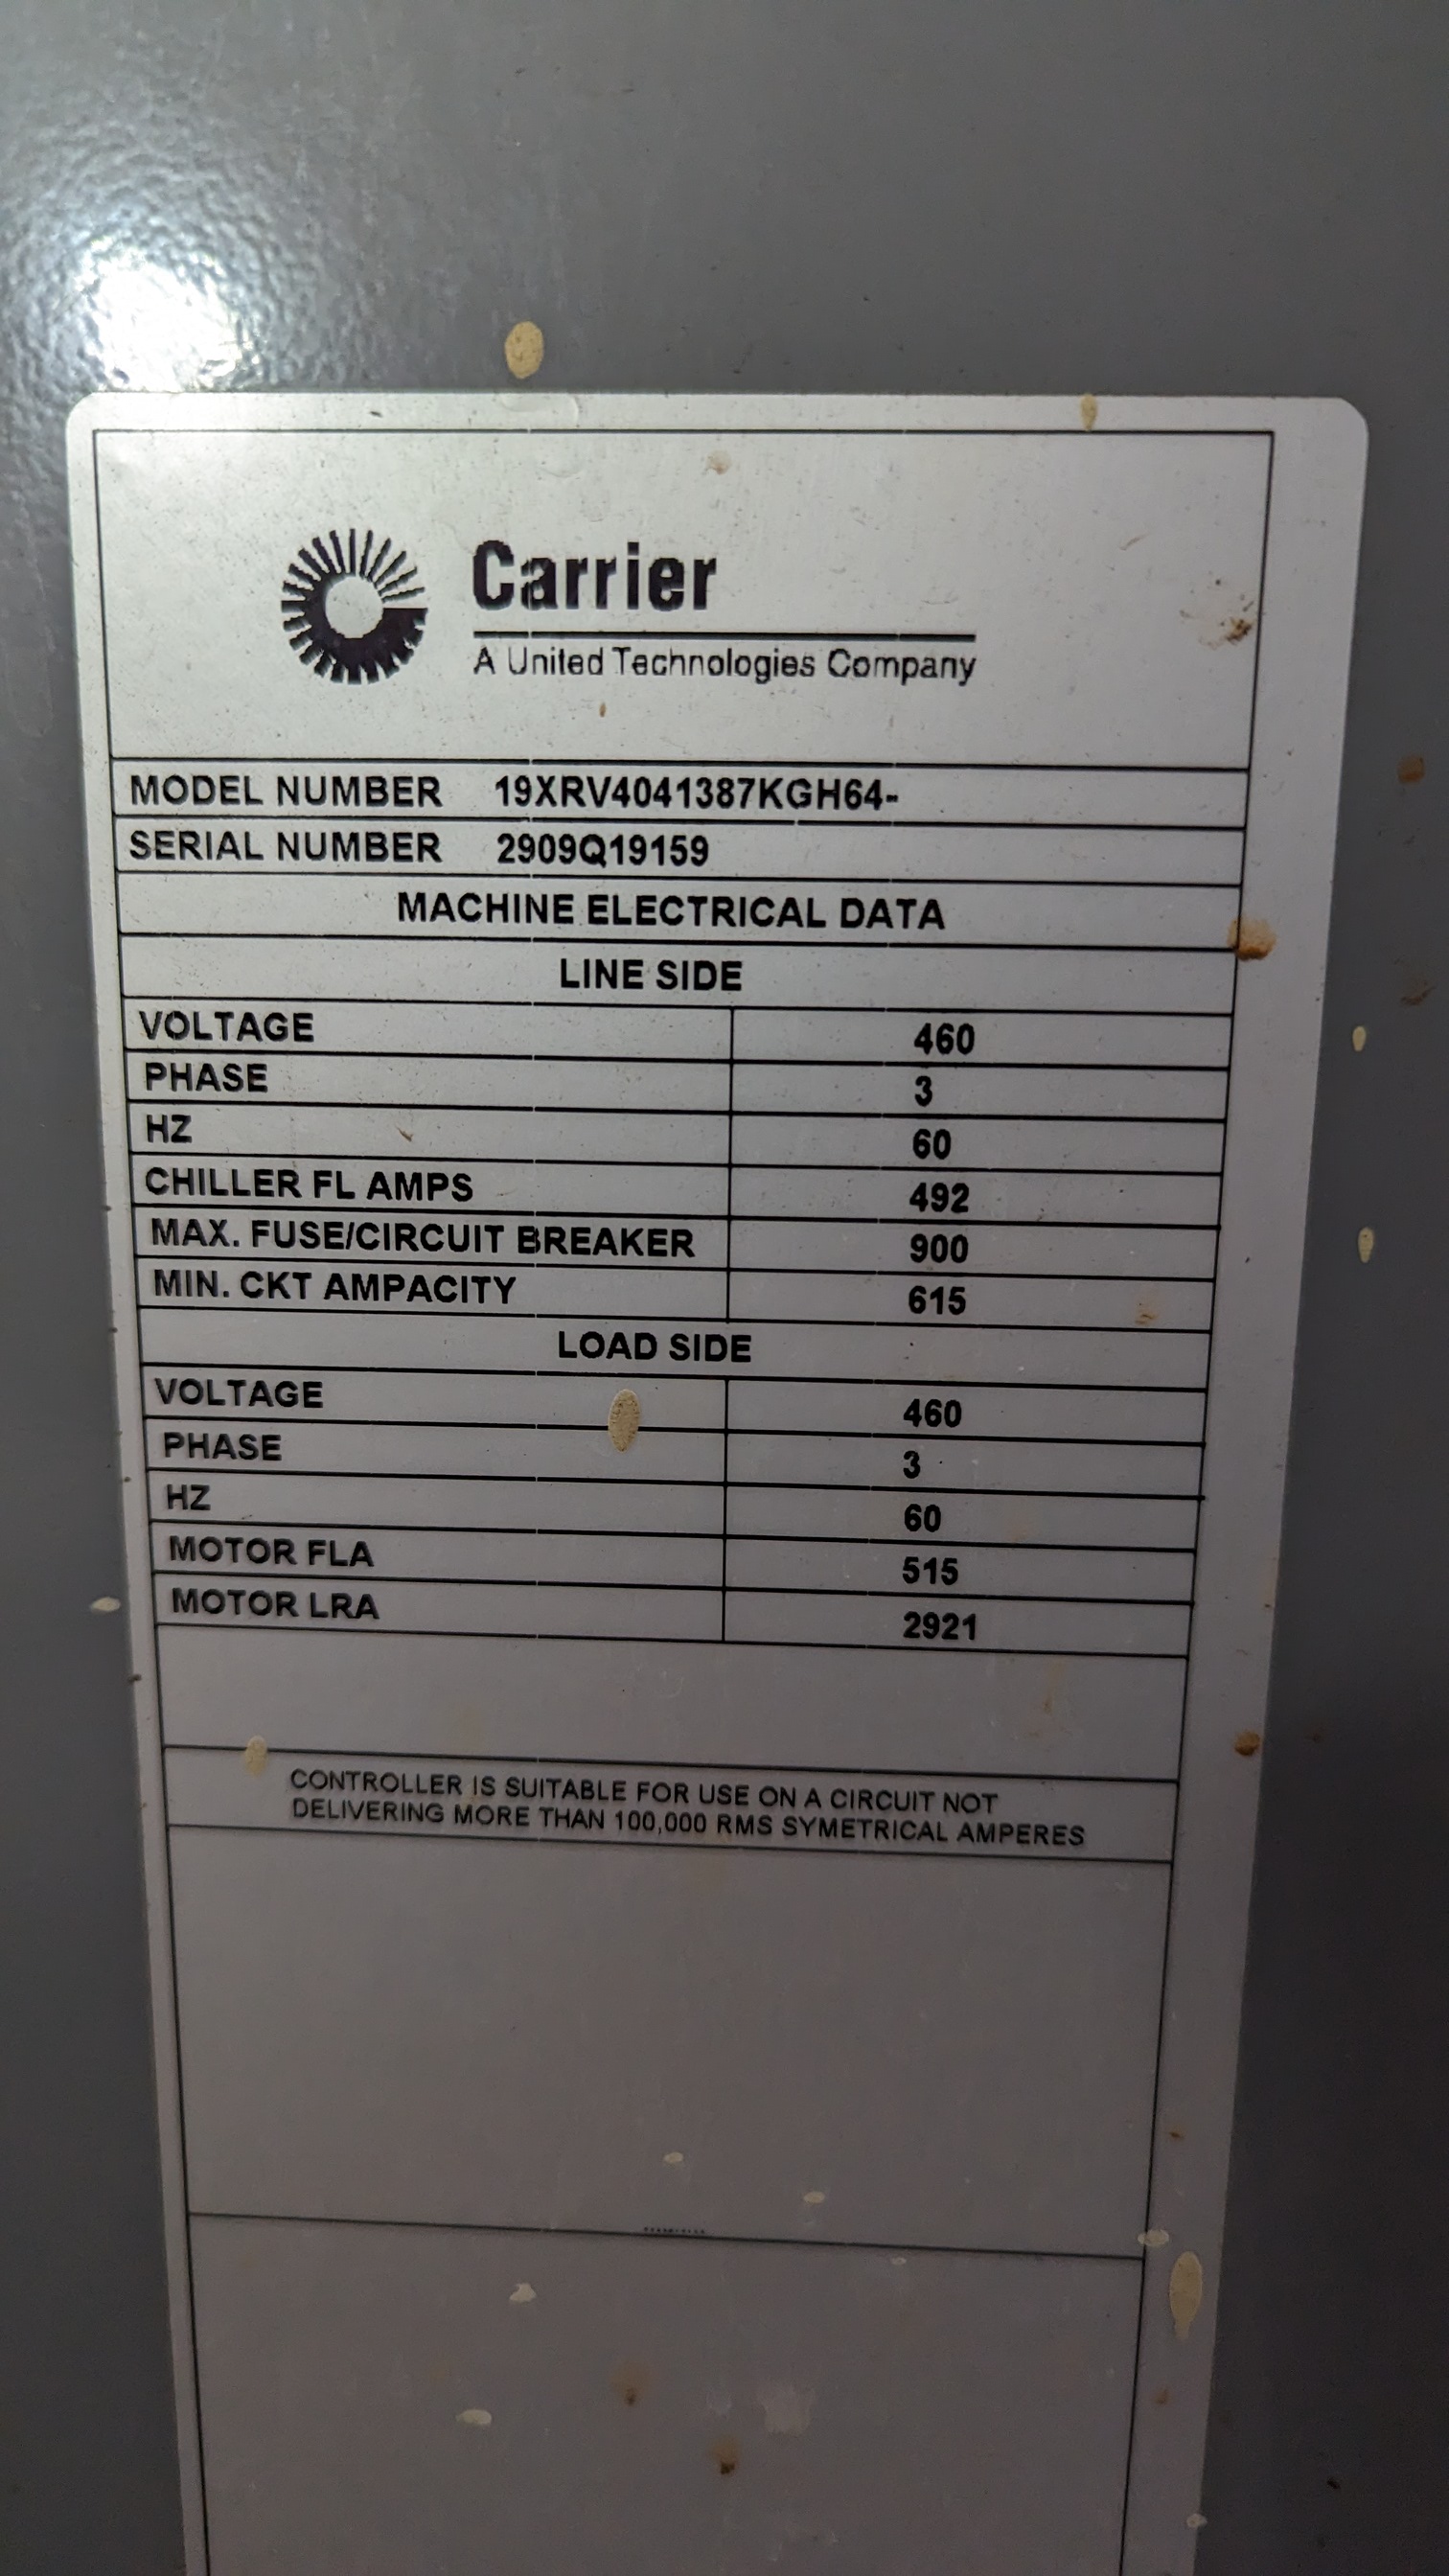 Carrier
A United Technologies Company
MODEL NUMBER 19XRV4041387KGH64-
SERIAL NUMBER 2909Q19159
MACHINE ELECTRICAL DATA
LINE SIDE
VOLTAGE 460
PHASE 3
HZ 60
CHILLER FL AMPS 492
MAX. FUSE/CIRCUIT BREAKER 900
MIN. CKT AMPACITY 615
LOAD SIDE
VOLTAGE 460
PHASE 3
HZ 60
MOTOR FLA 515
MOTOR LRA 2921
CONTROLLER IS SUITABLE FOR USE ON A CIRCUIT NOT
DELIVERING MORE THAN 100,000 RMS SYMETRICAL AMPERES